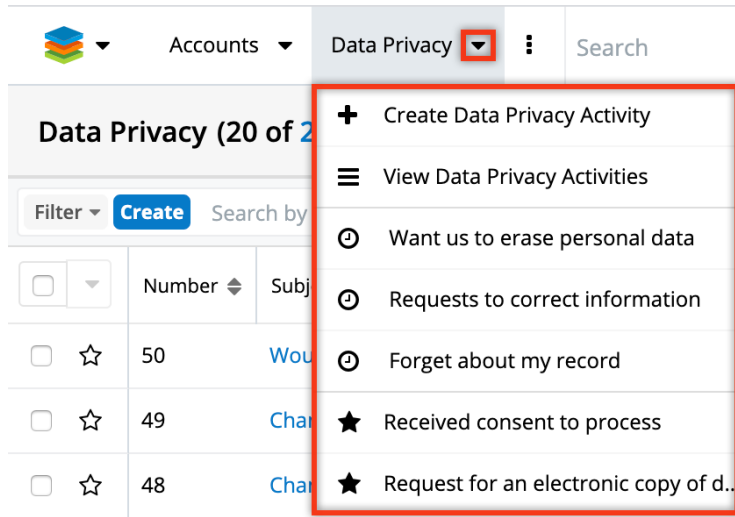 Accounts Data Privacy Search
Create Data Privacy Activity
View Data Privacy Activities
Want us to erase personal data
Requests to correct information
Forget about my record
Received consent to process
Request for an electronic copy of d..
Data Privacy (20 of 2
Filter Create Search by
Number Subj
50 Wou
49 Char
48 Char